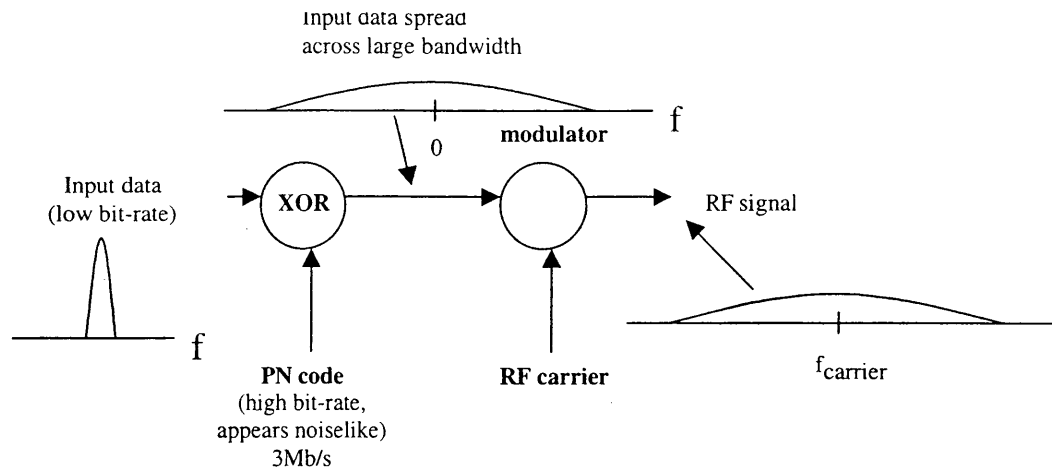 Input data spread
across large bandwidth
f
0
modulator
Input data
(low bit-rate)
XOR
RF signal
f
PN code
(high bit-rate,
appears noiselike)
3Mb/s
RF carrier
fcarrier